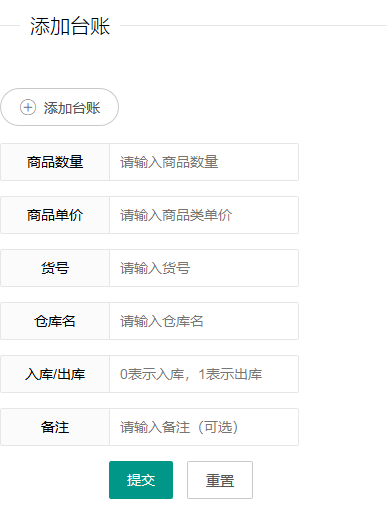 添加台账
添加台账
商品数量 请输入商品数量
商品单价 请输入商品类单价
货号 请输入货号
仓库名 请输入仓库名
入库/出库 0表示入库，1表示出库
备注 请输入备注（可选）
提交 重置